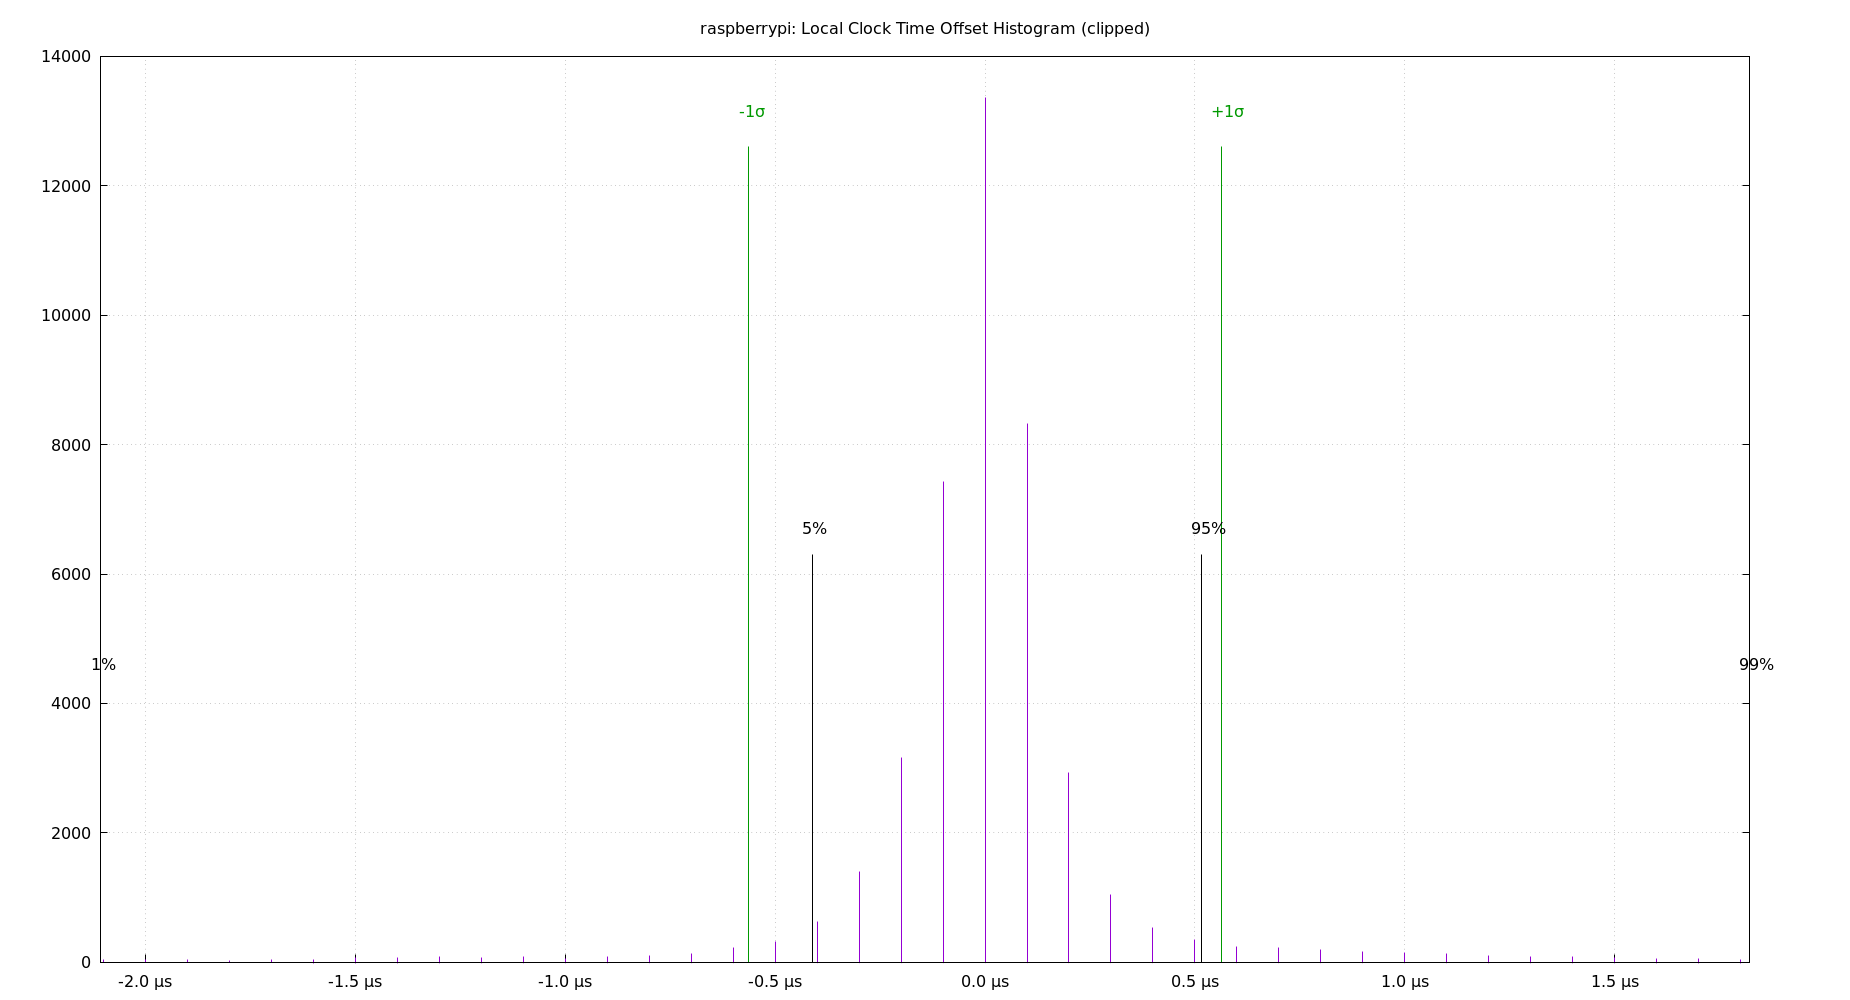 raspberrypi: Local Clock Time Offset Histogram (clipped)
14000
-1σ
+1σ
12000
10000
8000
5%
95%
6000
1%
99%
4000
2000
0
-2.0 µs
-1.5 µs
-1.0 µs
-0.5 µs
0.0 µs
0.5 µs
1.0 µs
1.5 µs